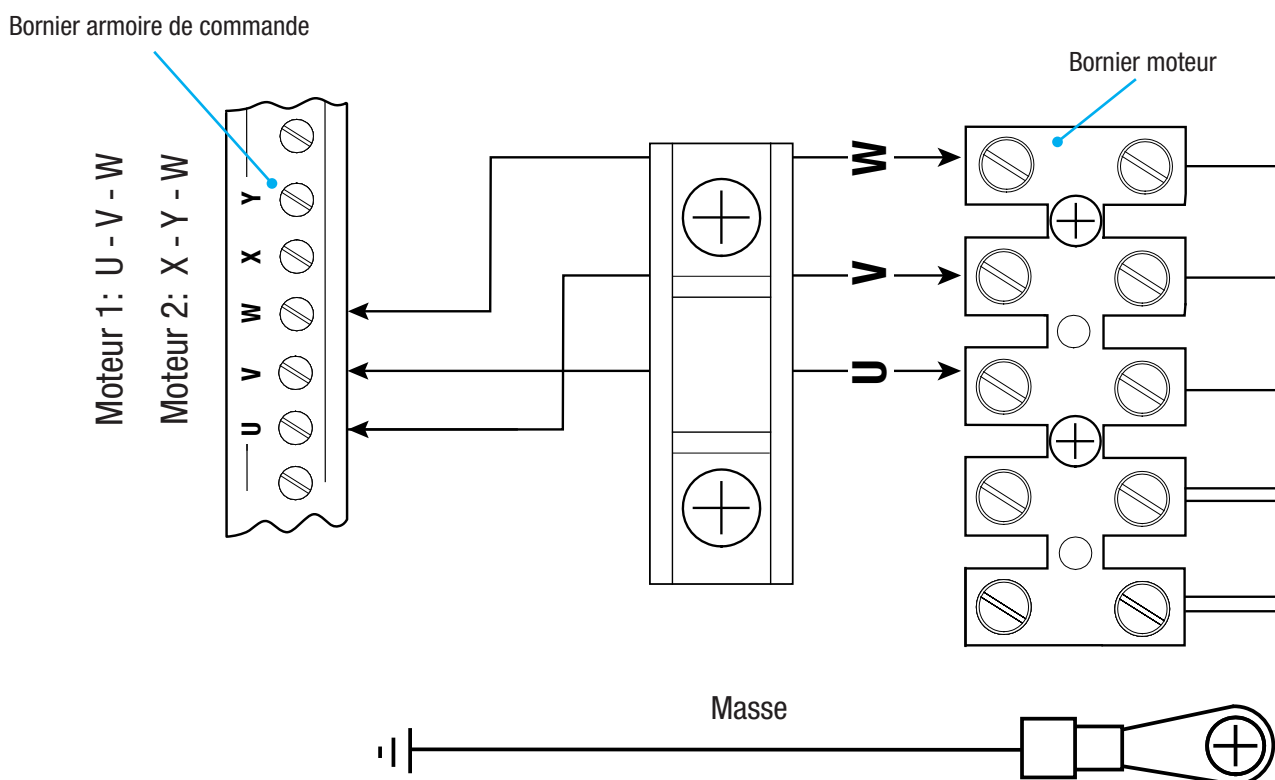 Bornier armoire de commande
Bornier moteur
Moteur 1: U - V - W
Moteur 2: X - Y - W
Y
X
W
V
U
W
V
U
Masse